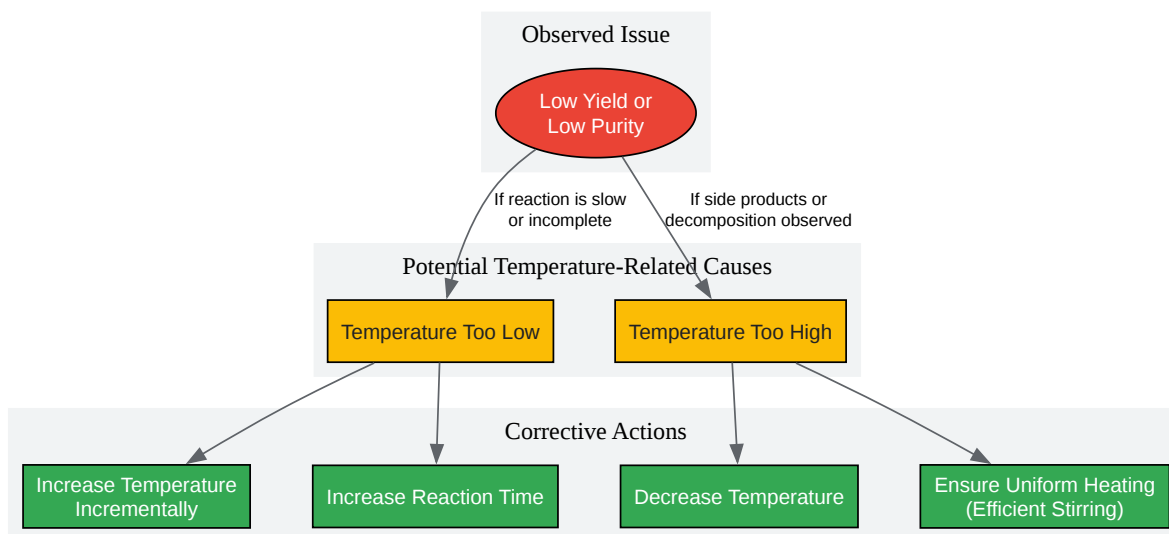 Observed Issue
Low Yield or
Low Purity
If reaction is slow
or incomplete
If side products or
decomposition observed
Potential Temperature-Related Causes
Temperature Too Low
Temperature Too High
Corrective Actions
Increase Temperature
Incrementally
Increase Reaction Time
Decrease Temperature
Ensure Uniform Heating
(Efficient Stirring)